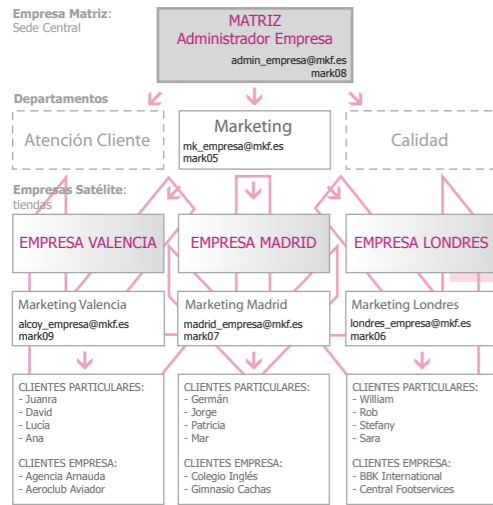 Empresa Matriz:
Sede Central
MATRIZ
Administrador Empresa
admin_empresa@mkf.es
mark08
Departamentos
Atención Cliente
Marketing
mk_empresa@mkf.es
mark05
Calidad
Empresas Satélite:
tiendas
EMPRESA VALENCIA
EMPRESA MADRID
EMPRESA LONDRES
Marketing Valencia
alcoy_empresa@mkf.es
mark09
Marketing Madrid
madrid_empresa@mkf.es
mark07
Marketing Londres
londres_empresa@mkf.es
mark06
CLIENTES PARTICULARES:
- Juanra
- David
- Lucía
- Ana
CLIENTES EMPRESA:
- Agencia Arnauda
- Aeroclub Aviador
CLIENTES PARTICULARES:
- Germán
- Jorge
- Patricia
- Mar
CLIENTES EMPRESA:
- Colegio Inglés
- Gimnasio Cachas
CLIENTES PARTICULARES:
- William
- Rob
- Stefany
- Sara
CLIENTES EMPRESA:
- BBK International
- Central Footservices